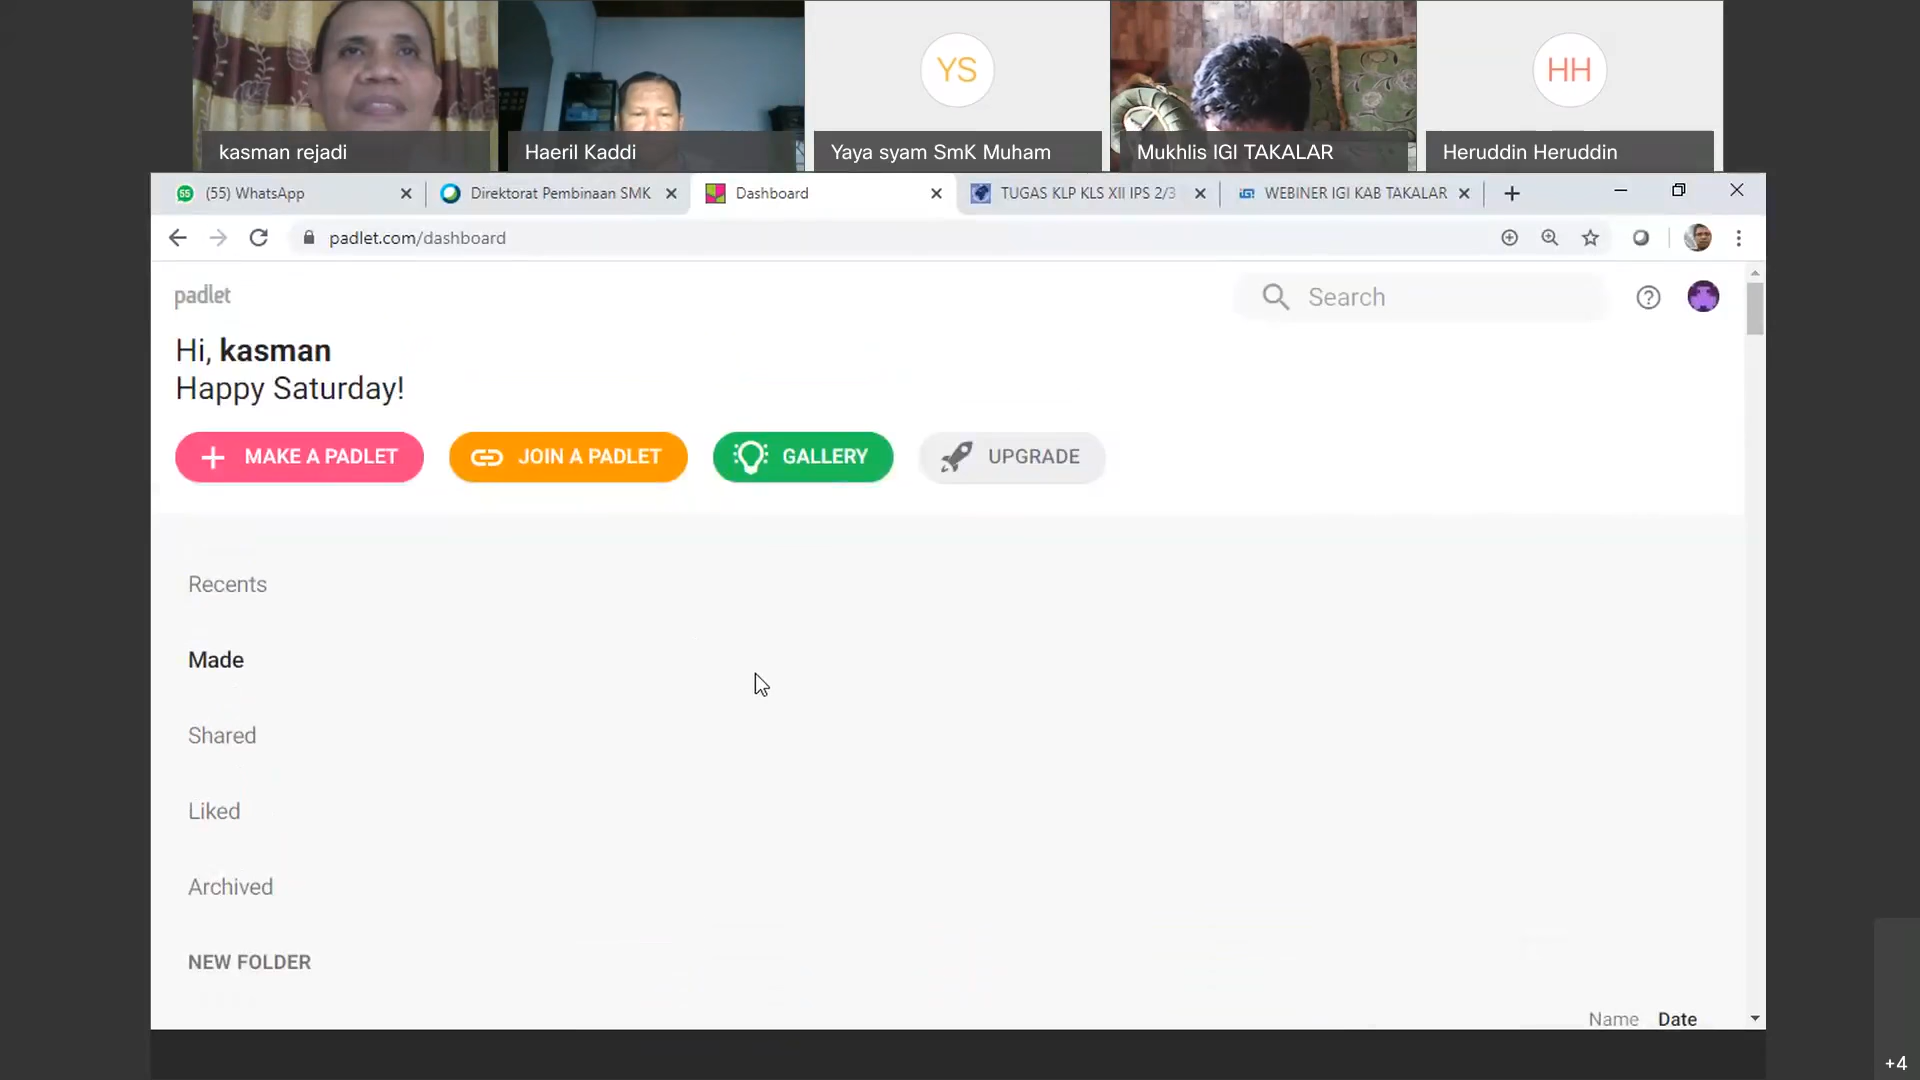 YS
HH
kasman rejadi
Haeril Kaddi
Yaya syam SmK Muham
Mukhlis IGI TAKALAR
Heruddin Heruddin
55 (55) WhatsApp
Direktorat Pembinaan SMK
Dashboard
TUGAS KLP KLS XII IPS 2/3
iGi WEBINER IGI KAB TAKALAR
padlet.com/dashboard
padlet
Search
Hi, kasman
Happy Saturday!
MAKE A PADLET
JOIN A PADLET
GALLERY
UPGRADE
Recents
Made
Shared
Liked
Archived
NEW FOLDER
Name Date
+4